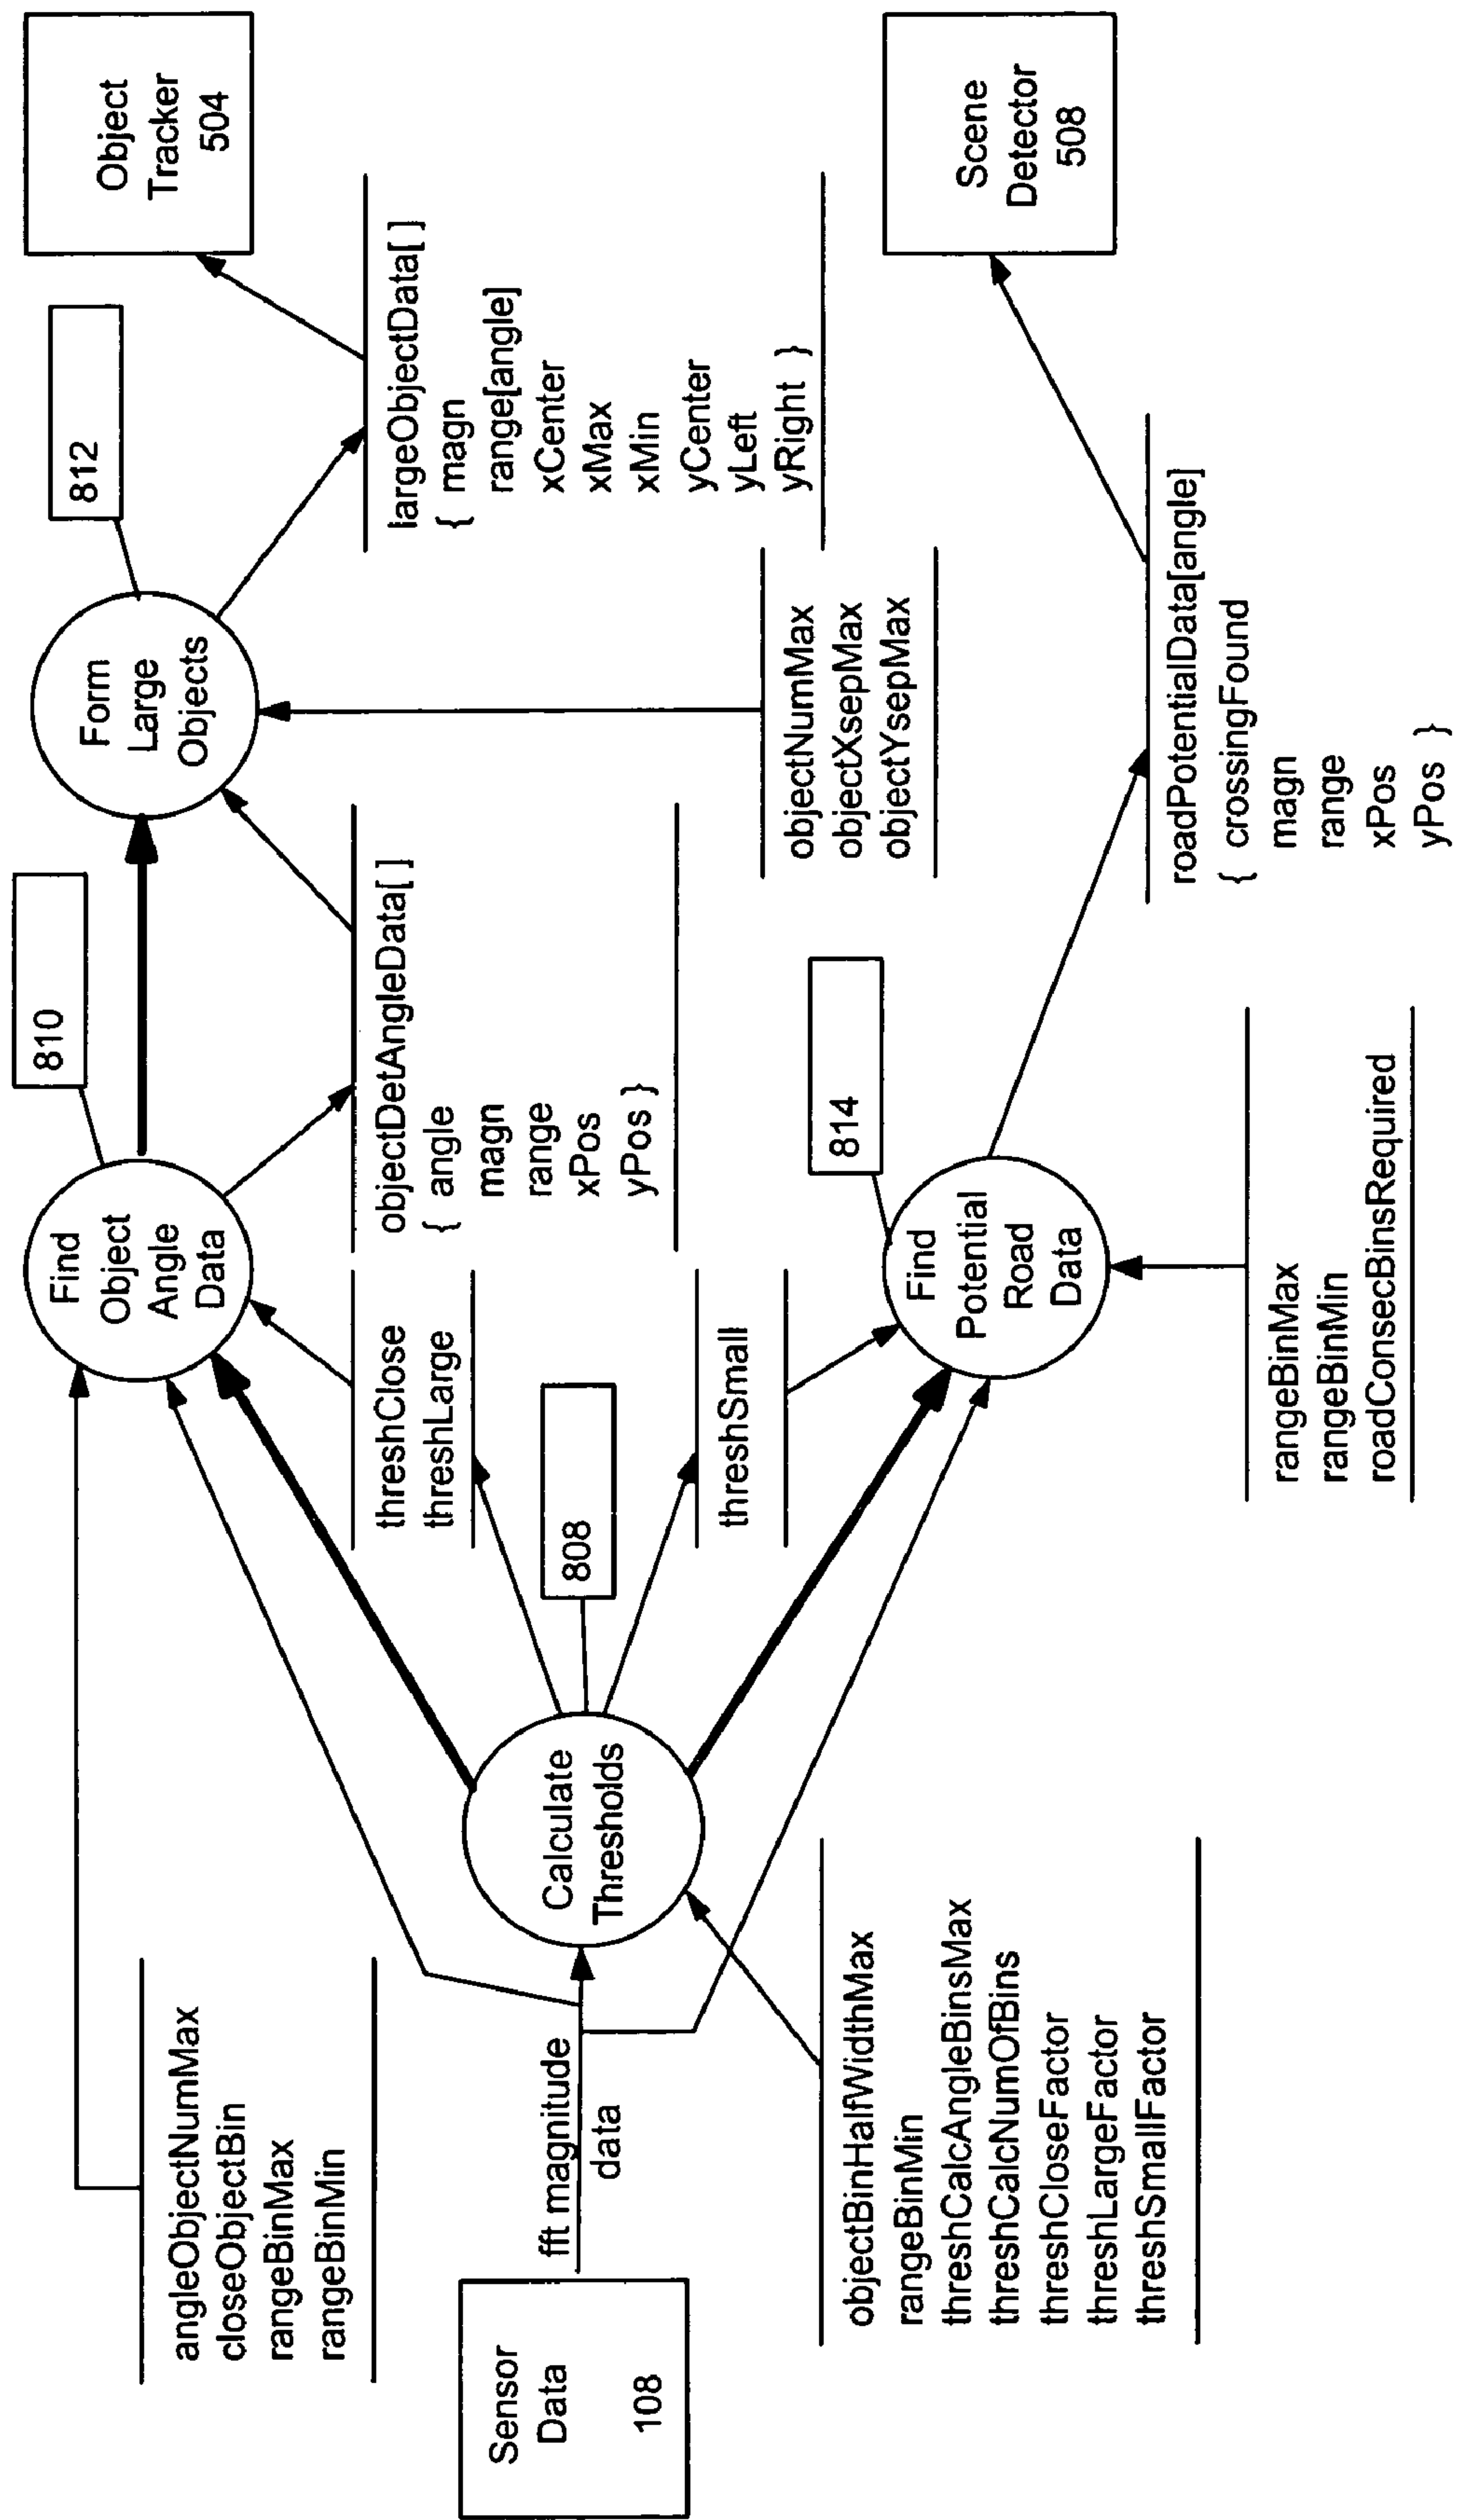 angleObjectNumMax
closeObjectBin
rangeBinMax
rangeBinMin
Sensor
Data
108
fft magnitude
data
objectBinHalfWidthMax
rangeBinMin
threshCalcAngleBinsMax
threshCalcNumOfBins
threshCloseFactor
threshLargeFactor
threshSmallFactor
Calculate
Thresholds
808
threshClose
threshLarge
threshSmall
Find
Object
Angle
Data
810
objectDetAngleData[ ]
{ angle
magn
range
xPos
yPos }
Find
Potential
Road
Data
814
rangeBinMax
rangeBinMin
roadConsecBinsRequired
Form
Large
Objects
812
objectNumMax
objectXsepMax
objectYsepMax
largeObjectData[ ]
{ magn
range[angle]
xCenter
xMax
xMin
yCenter
yLeft
yRight }
roadPotentialData[angle]
{ crossingFound
magn
range
xPos
yPos }
Object
Tracker
504
Scene
Detector
508